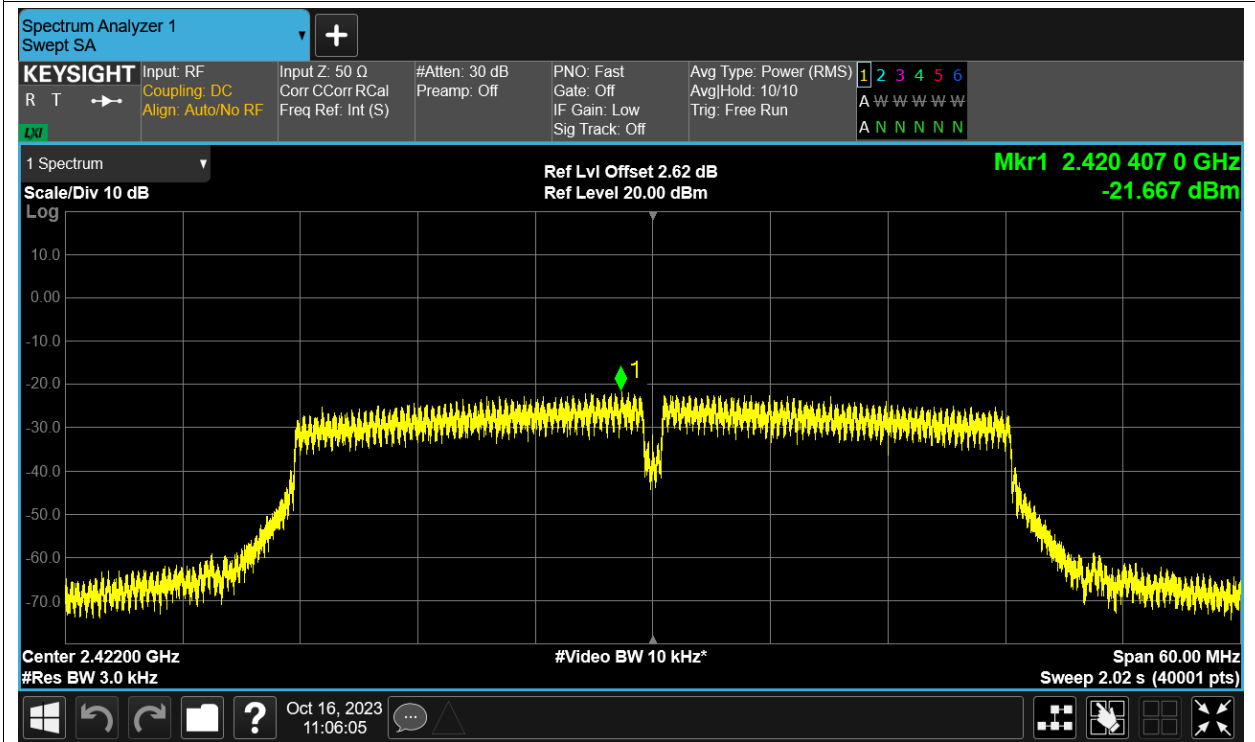 Spectrum Analyzer 1
Swept SA
+
KEYSIGHT
R T
LXI
Input: RF
Coupling: DC
Align: Auto/No RF
Input Z: 50 Ω
Corr CCorr RCal
Freq Ref: Int (S)
#Atten: 30 dB
Preamp: Off
PNO: Fast
Gate: Off
IF Gain: Low
Sig Track: Off
Avg Type: Power (RMS)
Avg|Hold: 10/10
Trig: Free Run
1 2 3 4 5 6
A W W W W W
A N N N N N
1 Spectrum
Scale/Div 10 dB
Log
Ref Lvl Offset 2.62 dB
Ref Level 20.00 dBm
Mkr1 2.420 407 0 GHz
-21.667 dBm
10.0
0.00
-10.0
-20.0
-30.0
-40.0
-50.0
-60.0
-70.0
1
Center 2.42200 GHz
#Res BW 3.0 kHz
#Video BW 10 kHz*
Span 60.00 MHz
Sweep 2.02 s (40001 pts)
?
Oct 16, 2023
11:06:05